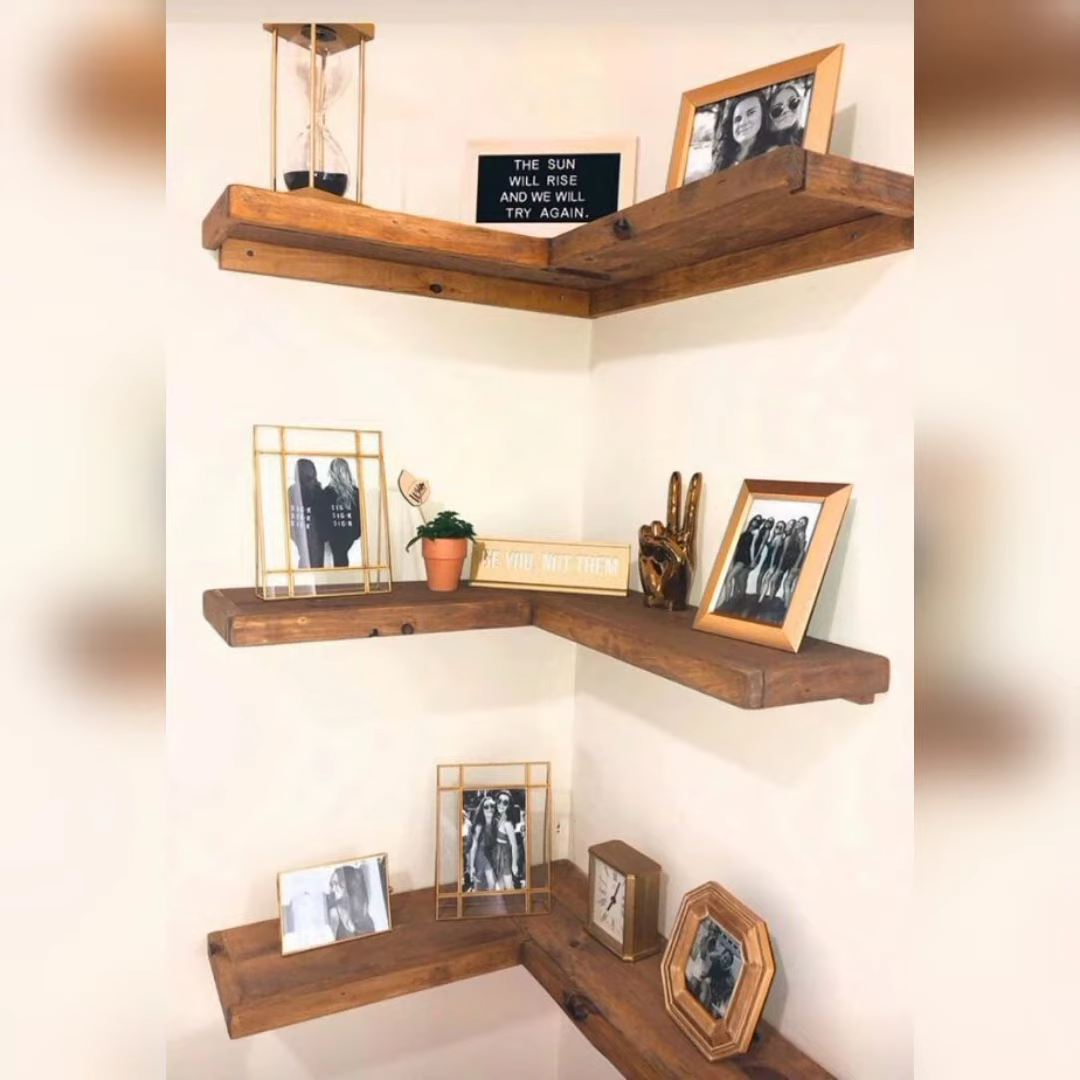 THE SUN
WILL RISE
AND WE WILL
TRY AGAIN.
BE YOU, NOT THEM